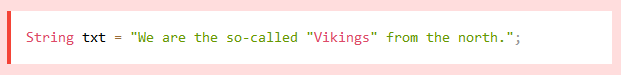 String txt = "We are the so-called "Vikings" from the north.";